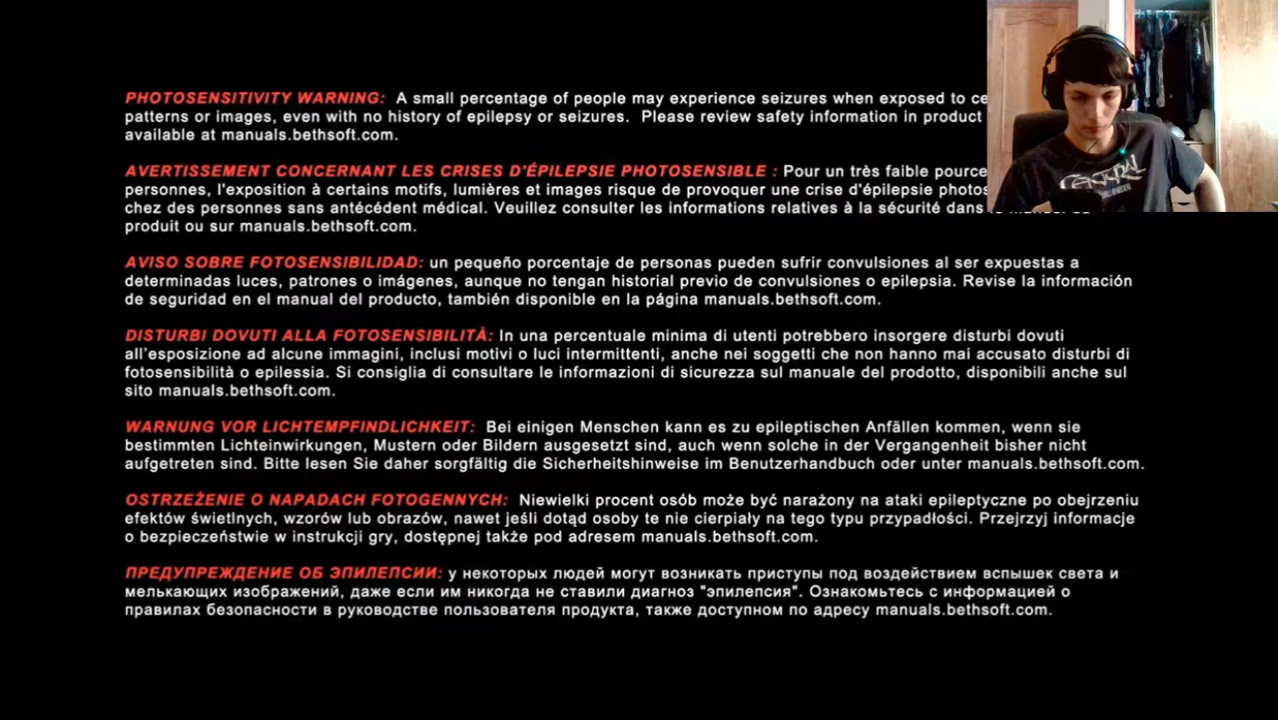 PHOTOSENSITIVITY WARNING: A small percentage of people may experience seizures when exposed to
patterns or images, even with no history of epilepsy or seizures. Please review safety information in product
available at manuals.bethsoft.com.
AVERTISSEMENT CONCERNANT LES CRISES D'ÉPILEPSIE PHOTOSENSIBLE : Pour un très faible
personnes, l'exposition à certains motifs, lumières et images risque de provoquer une crise d'épilepsie
chez des personnes sans antécédent médical. Veuillez consulter les informations relatives à la sécurité dans
produit ou sur manuals.bethsoft.com.
AVISO SOBRE FOTOSENSIBILIDAD: un pequeño porcentaje de personas pueden sufrir convulsiones al ser expuestas a
determinadas luces, patrones o imágenes, aunque no tengan historial previo de convulsiones o epilepsia. Revise la información
de seguridad en el manual del producto, también disponible en la página manuals.bethsoft.com.
DISTURBI DOVUTI ALLA FOTOSENSIBILITÀ: In una percentuale minima di utenti potrebbero insorgere disturbi dovuti
all'esposizione ad alcune immagini, inclusi motivi o luci intermittenti, anche nei soggetti che non hanno mai accusato disturbi di
fotosensibilità o epilessia. Si consiglia di consultare le informazioni di sicurezza sul manuale del prodotto, disponibili anche sul
sito manuals.bethsoft.com.
WARNUNG VOR LICHTEMPFINDLICHKEIT: Bei einigen Menschen kann es zu epileptischen Anfällen kommen, wenn sie
bestimmten Lichteinwirkungen, Mustern oder Bildern ausgesetzt sind, auch wenn solche in der Vergangenheit bisher nicht
aufgetreten sind. Bitte lesen Sie daher sorgfältig die Sicherheitshinweise im Benutzerhandbuch oder unter manuals.bethsoft.com.
OSTRZEŻENIE O NAPADACH FOTOGENNYCH: Niewielki procent osób może być narażony na ataki epileptyczne po obejrzeniu
efektów świetlnych, wzorów lub obrazów, nawet jeśli dotąd osoby te nie cierpiały na tego typu przypadłości. Przejrzyj informacje
o bezpieczeństwie w instrukcji gry, dostępnej także pod adresem manuals.bethsoft.com.
ПРЕДУПРЕЖДЕНИЕ ОБ ЭПИЛЕПСИИ: у некоторых людей могут возникать приступы под воздействием вспышек света и
мелькающих изображений, даже если им никогда не ставили диагноз "эпилепсия". Ознакомьтесь с информацией о
правилах безопасности в руководстве пользователя продукта, также доступном по адресу manuals.bethsoft.com.